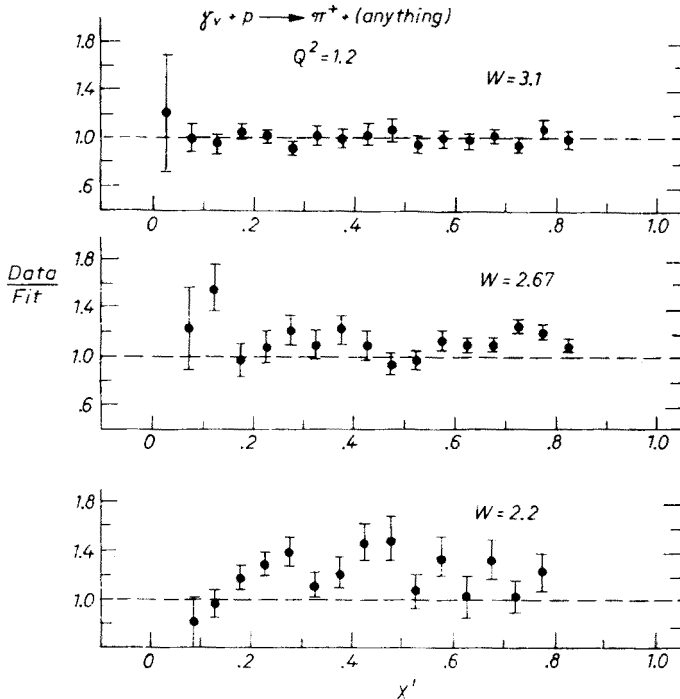 γv + p ⟶ π+ + (anything)
Q2 = 1.2
W = 3.1
1.8
1.4
1.0
.6
0 .2 .4 .6 .8 1.0
Data
Fit
W = 2.67
1.8
1.4
1.0
.6
0 .2 .4 .6 .8 1.0
W = 2.2
1.8
1.4
1.0
0 .2 .4 .6 .8 1.0
X'